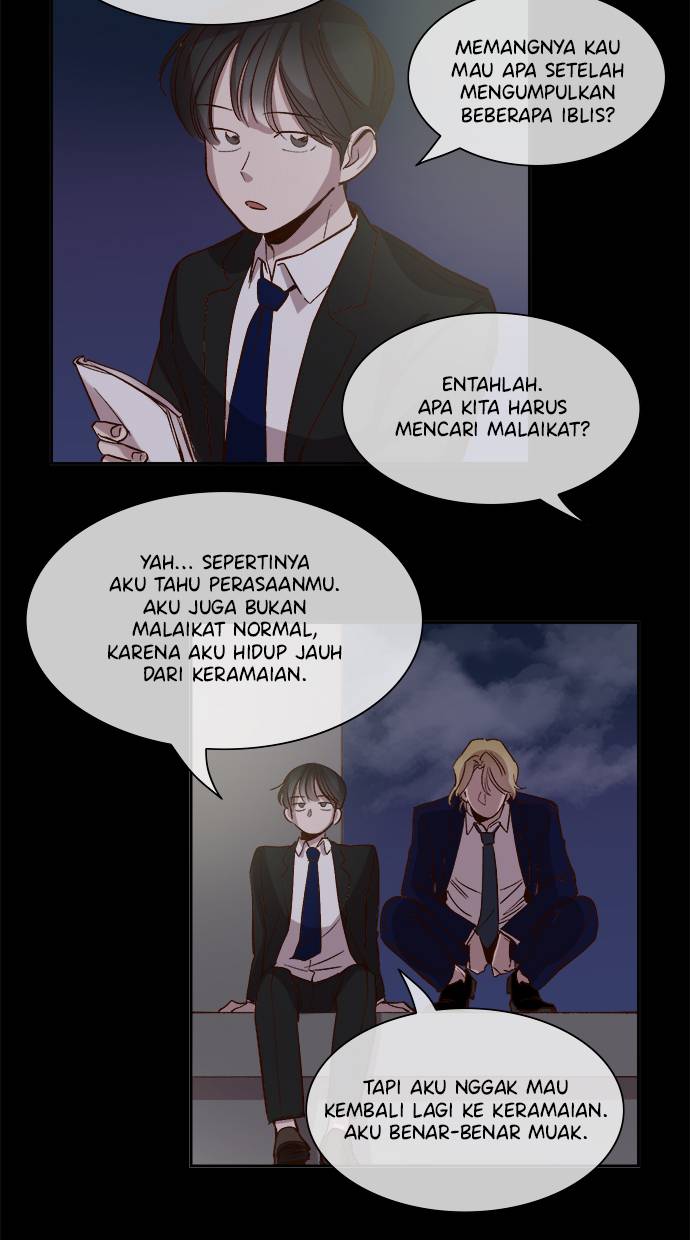 MEMANGNYA KAU
MAU APA SETELAH
MENGUMPULKAN
BEBERAPA IBLIS?
ENTAHLAH.
APA KITA HARUS
MENCARI MALAIKAT?
YAH... SEPERTINYA
AKU TAHU PERASAANMU.
AKU JUGA BUKAN
MALAIKAT NORMAL,
KARENA AKU HIDUP JAUH
DARI KERAMAIAN.
TAPI AKU NGGAK MAU
KEMBALI LAGI KE KERAMAIAN.
AKU BENAR-BENAR MUAK.